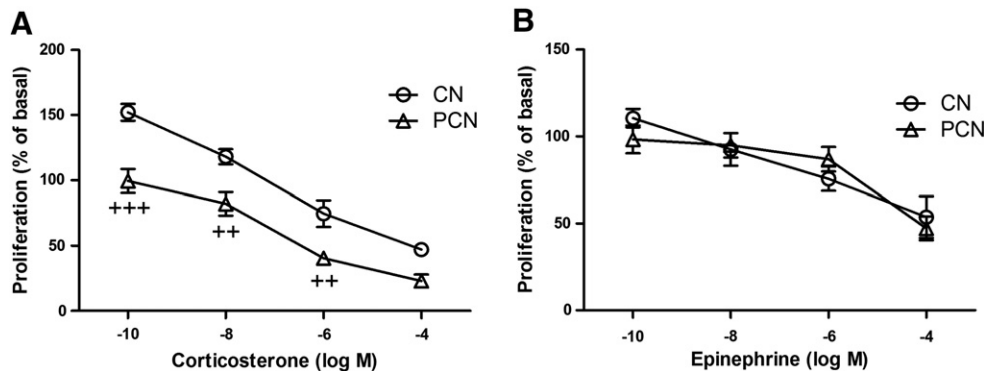 A
Proliferation (% of basal)
200
150
100
50
0
CN
PCN
+++
++
++
-10
-8
-6
-4
Corticosterone (log M)
B
Proliferation (% of basal)
150
100
50
0
CN
PCN
-10
-8
-6
-4
Epinephrine (log M)